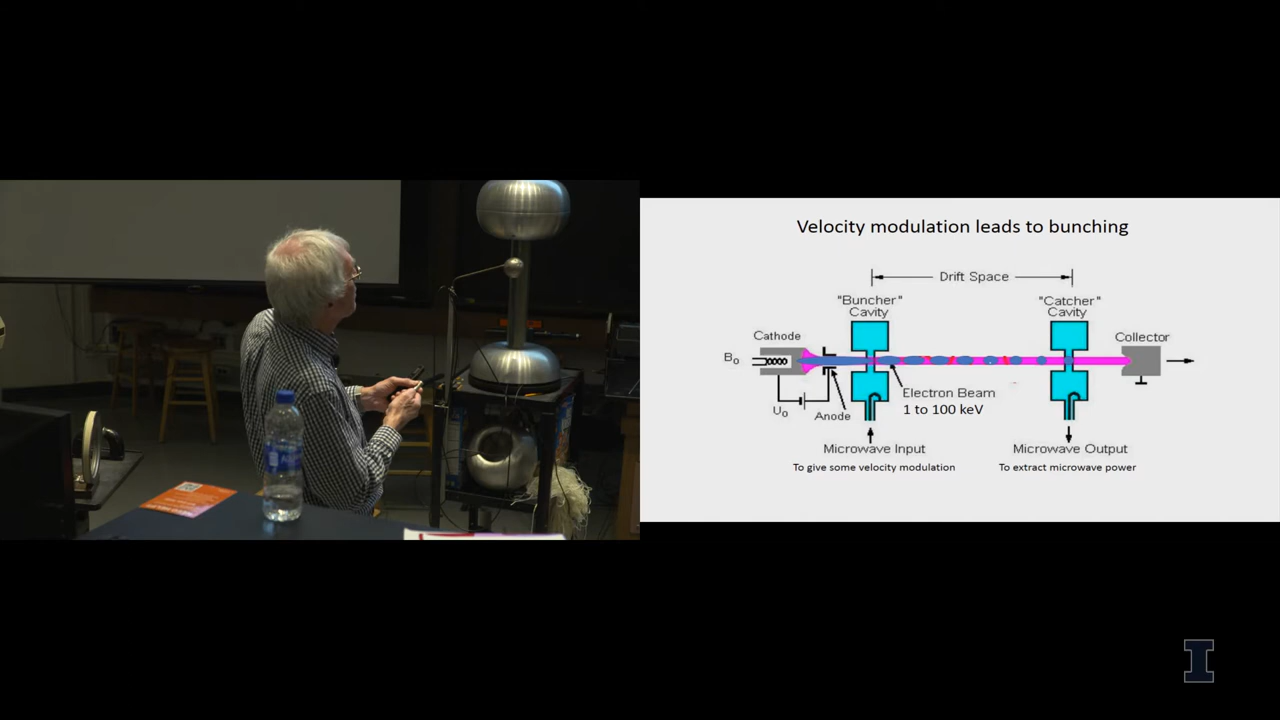 Velocity modulation leads to bunching
Drift Space
"Buncher"
Cavity
"Catcher"
Cavity
Cathode
Collector
B₀
Electron Beam
1 to 100 keV
U₀
Anode
Microwave Input
Microwave Output
To give some velocity modulation
To extract microwave power
I